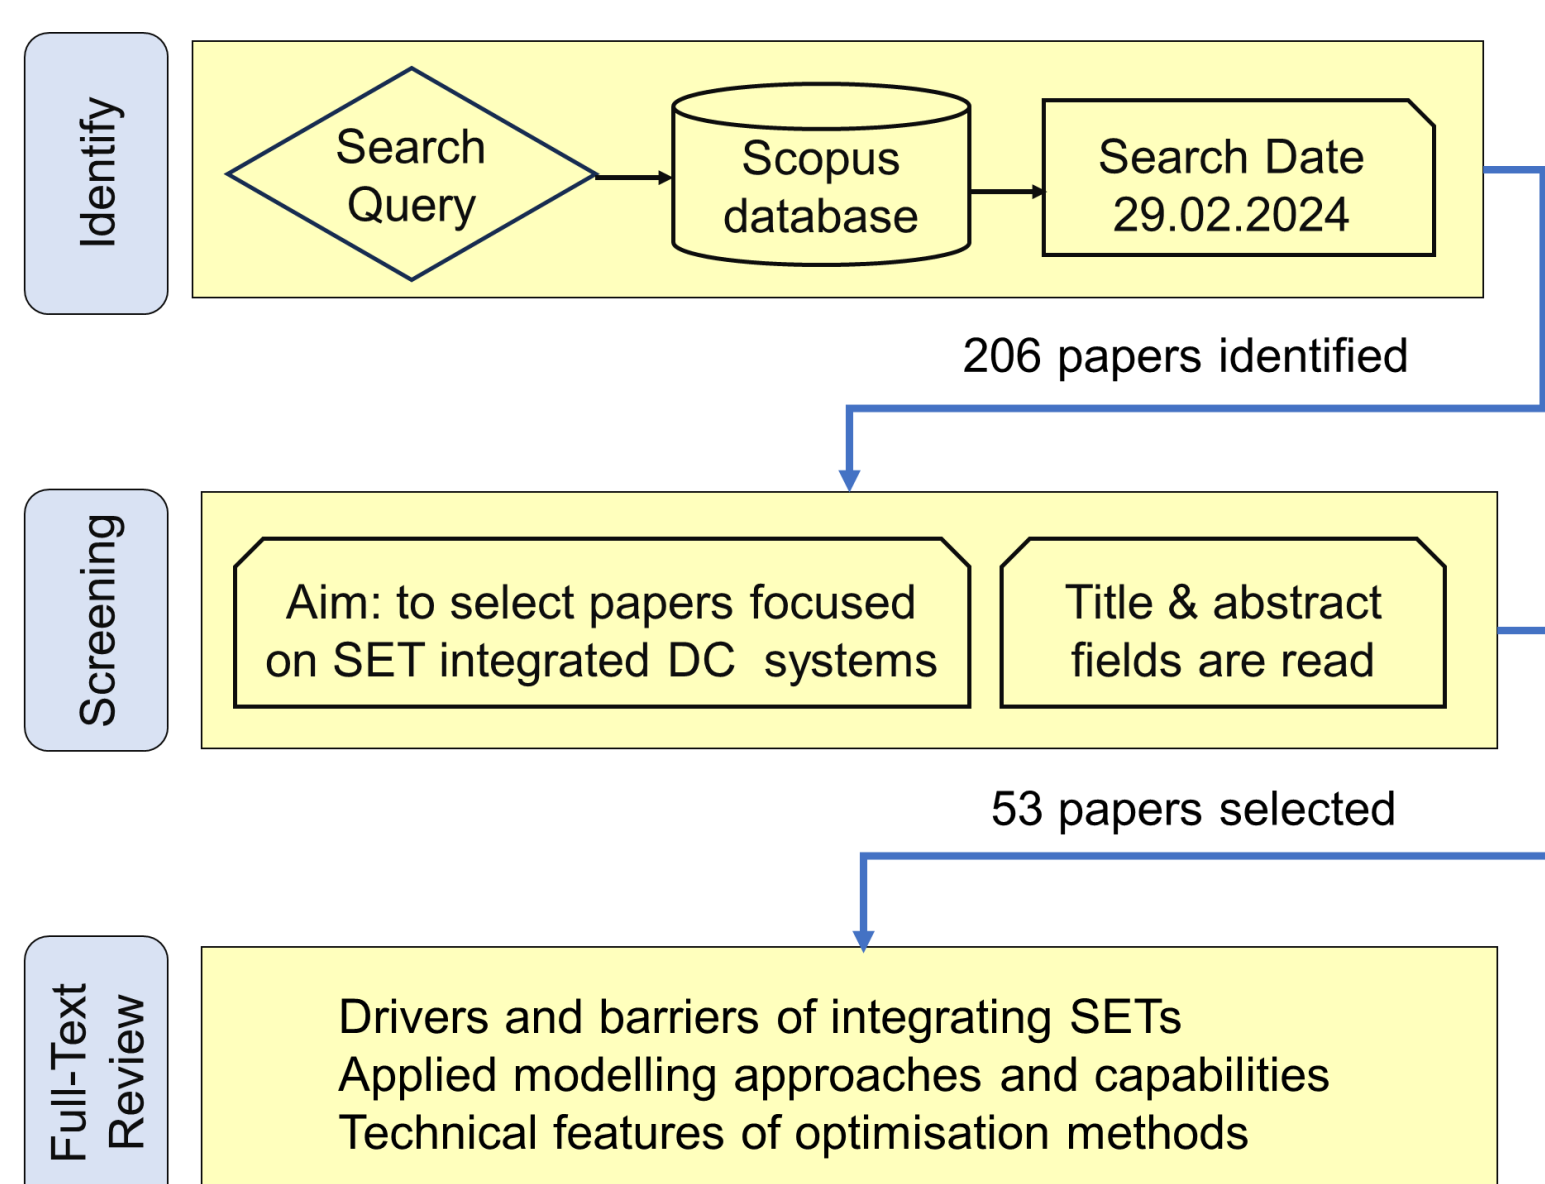 Identify
Search
Query
Scopus
database
Search Date
29.02.2024
206 papers identified
Screening
Aim: to select papers focused
on SET integrated DC  systems
Title & abstract
fields are read
53 papers selected
Full-Text
Review
Drivers and barriers of integrating SETs
Applied modelling approaches and capabilities
Technical features of optimisation methods